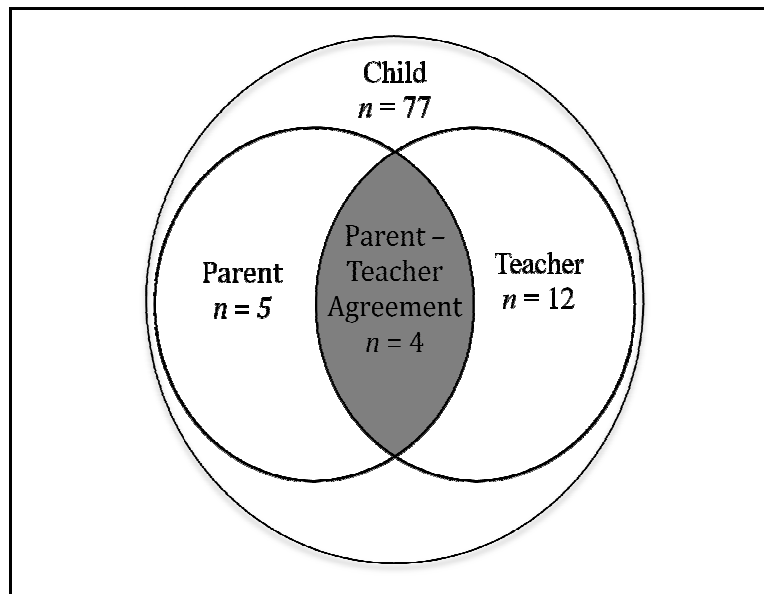 Child
n = 77
Parent
n = 5
Parent –
Teacher
Agreement
n = 4
Teacher
n = 12